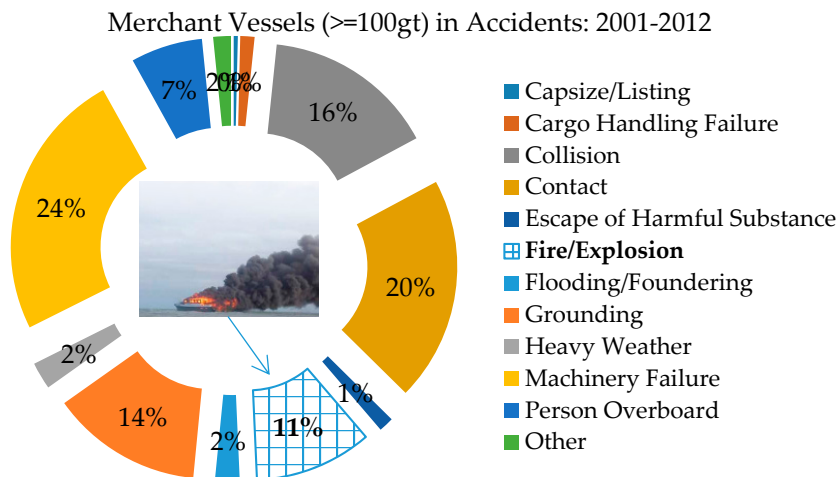 Merchant Vessels (>=100gt) in Accidents: 2001-2012
2%
1%
16%
20%
1%
11%
2%
14%
2%
24%
7%
Capsize/Listing
Cargo Handling Failure
Collision
Contact
Escape of Harmful Substance
Fire/Explosion
Flooding/Foundering
Grounding
Heavy Weather
Machinery Failure
Person Overboard
Other